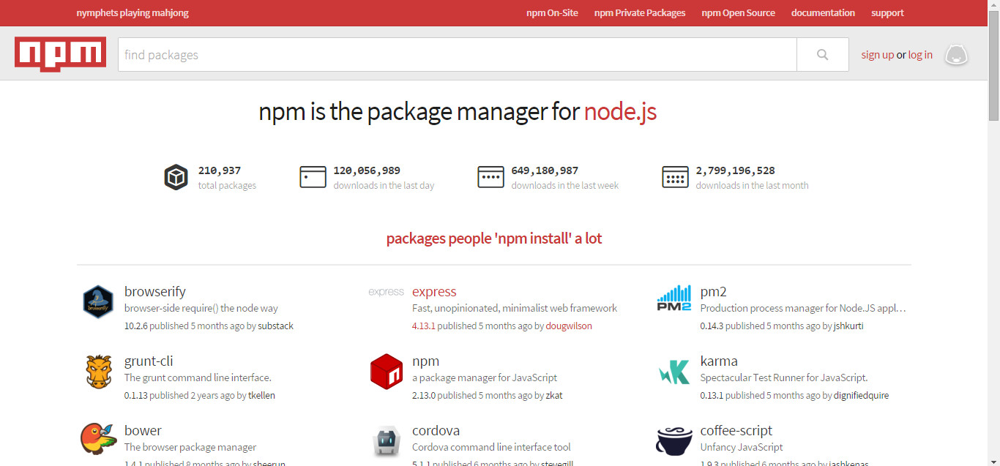 nymphets playing mahjong
npm On-Site
npm Private Packages
npm Open Source
documentation
support
npm
find packages
sign up or log in
npm is the package manager for node.js
210,937
total packages
120,056,989
downloads in the last day
649,180,987
downloads in the last week
2,799,196,528
downloads in the last month
packages people 'npm install' a lot
browserify
browserify
browser-side require() the node way
10.2.6 published 5 months ago by substack
express
express
Fast, unopinionated, minimalist web framework
4.13.1 published 5 months ago by dougwilson
PM2
pm2
Production process manager for Node.JS appl…
0.14.3 published 5 months ago by jshkurti
grunt-cli
The grunt command line interface.
0.1.13 published 2 years ago by tkellen
n
npm
a package manager for JavaScript
2.13.0 published 5 months ago by zkat
K
karma
Spectacular Test Runner for JavaScript.
0.13.1 published 5 months ago by dignifiedquire
bower
The browser package manager
1.4.1 published 8 months ago by sheerun
cordova
Cordova command line interface tool
5.1.1 published 6 months ago by stevegill
coffee-script
Unfancy JavaScript
1.9.3 published 6 months ago by jashkenas